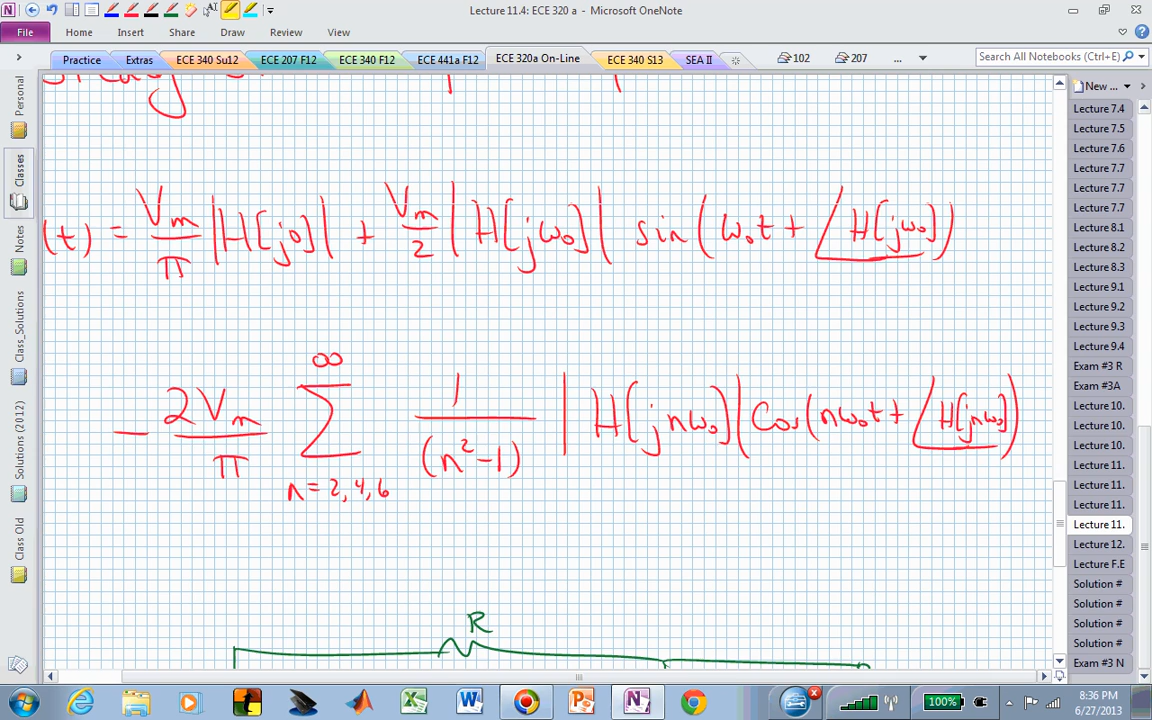 Lecture 11.4: ECE 320 a - Microsoft OneNote
File Home Insert Share Draw Review View
Practice Extras ECE 340 Su12 ECE 207 F12 ECE 340 F12 ECE 441a F12 ECE 320a On-Line ECE 340 S13 SEA II 102 207 ... Search All Notebooks (Ctrl+E)
Personal
Classes
Notes
Class_Solutions
Solutions (2012)
Class Old
(t) = Vm/π |H[j0]| + Vm/2 |H[jω₀]| sin(ω₀t + ∠H[jω₀])
− 2Vm/π ∑ n=2,4,6 ∞ 1/(n²−1) |H[jnω₀]| Cos(nω₀t + ∠H[jnω₀])
R
New ...
Lecture 7.4
Lecture 7.5
Lecture 7.6
Lecture 7.7
Lecture 7.7
Lecture 7.7
Lecture 8.1
Lecture 8.2
Lecture 8.3
Lecture 9.1
Lecture 9.2
Lecture 9.3
Lecture 9.4
Exam #3 R
Exam #3A
Lecture 10.
Lecture 10.
Lecture 10.
Lecture 11.
Lecture 11.
Lecture 11.
Lecture 11.
Lecture 12.
Lecture F.E
Solution #
Solution #
Solution #
Solution #
Exam #3 N
100%
8:36 PM
6/27/2013